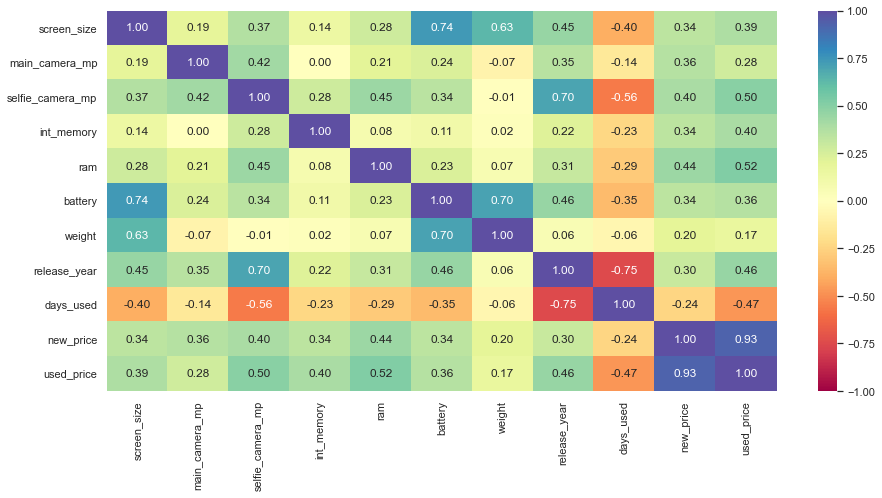 screen_size 1.00 0.19 0.37 0.14 0.28 0.74 0.63 0.45 -0.40 0.34 0.39
main_camera_mp 0.19 1.00 0.42 0.00 0.21 0.24 -0.07 0.35 -0.14 0.36 0.28
selfie_camera_mp 0.37 0.42 1.00 0.28 0.45 0.34 -0.01 0.70 -0.56 0.40 0.50
int_memory 0.14 0.00 0.28 1.00 0.08 0.11 0.02 0.22 -0.23 0.34 0.40
ram 0.28 0.21 0.45 0.08 1.00 0.23 0.07 0.31 -0.29 0.44 0.52
battery 0.74 0.24 0.34 0.11 0.23 1.00 0.70 0.46 -0.35 0.34 0.36
weight 0.63 -0.07 -0.01 0.02 0.07 0.70 1.00 0.06 -0.06 0.20 0.17
release_year 0.45 0.35 0.70 0.22 0.31 0.46 0.06 1.00 -0.75 0.30 0.46
days_used -0.40 -0.14 -0.56 -0.23 -0.29 -0.35 -0.06 -0.75 1.00 -0.24 -0.47
new_price 0.34 0.36 0.40 0.34 0.44 0.34 0.20 0.30 -0.24 1.00 0.93
used_price 0.39 0.28 0.50 0.40 0.52 0.36 0.17 0.46 -0.47 0.93 1.00
screen_size
main_camera_mp
selfie_camera_mp
int_memory
ram
battery
weight
release_year
days_used
new_price
used_price
1.00
0.75
0.50
0.25
0.00
−0.25
−0.50
−0.75
−1.00